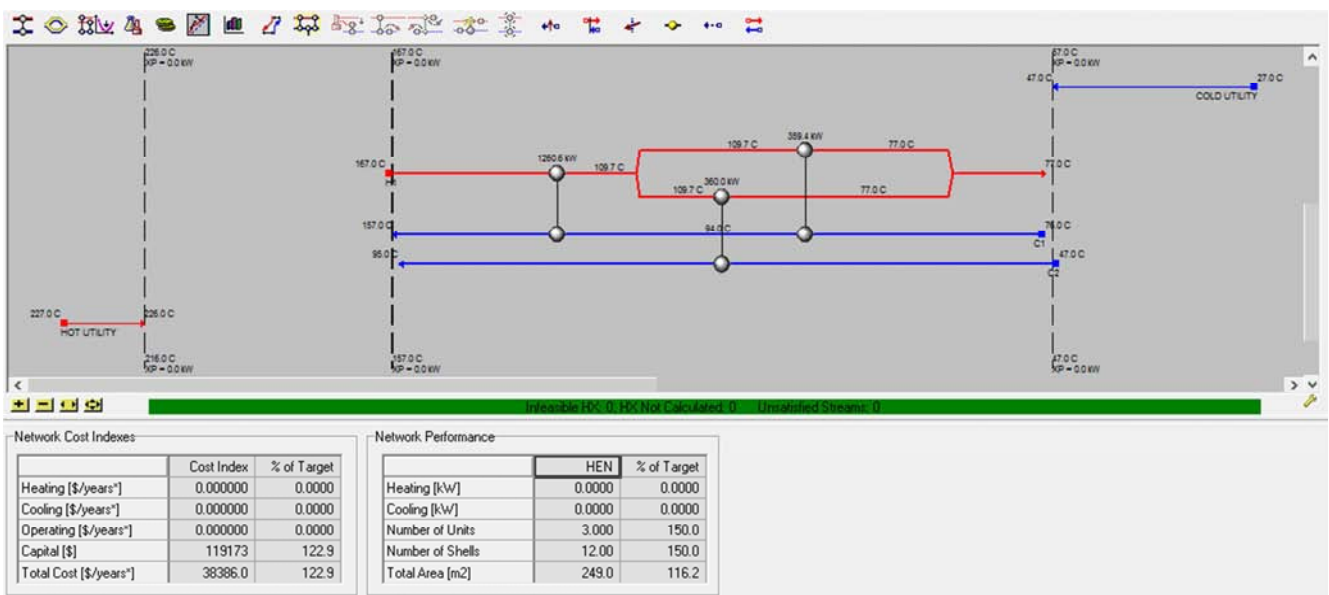 226.0 C
XP = 0.0 kW
167.0 C
XP = 0.0 kW
57.0 C
XP = 0.0 kW
47.0 C
27.0 C
COLD UTILITY
359.4 kW
109.7 C
77.0 C
1260.6 kW
167.0 C
109.7 C
77.0 C
H1
360.0 kW
109.7 C
77.0 C
157.0 C
94.0 C
76.0 C
C1
95.0 C
47.0 C
C2
227.0 C
226.0 C
HOT UTILITY
216.0 C
XP = 0.0 kW
157.0 C
XP = 0.0 kW
47.0 C
XP = 0.0 kW
Infeasible HX: 0, HX Not Calculated: 0 Unsatisfied Streams: 0
Network Cost Indexes
Cost Index % of Target
Heating [$/years*] 0.000000 0.0000
Cooling [$/years*] 0.000000 0.0000
Operating [$/years*] 0.000000 0.0000
Capital [$] 119173 122.9
Total Cost [$/years*] 38386.0 122.9
Network Performance
HEN % of Target
Heating [kW] 0.0000 0.0000
Cooling [kW] 0.0000 0.0000
Number of Units 3.000 150.0
Number of Shells 12.00 150.0
Total Area [m2] 249.0 116.2